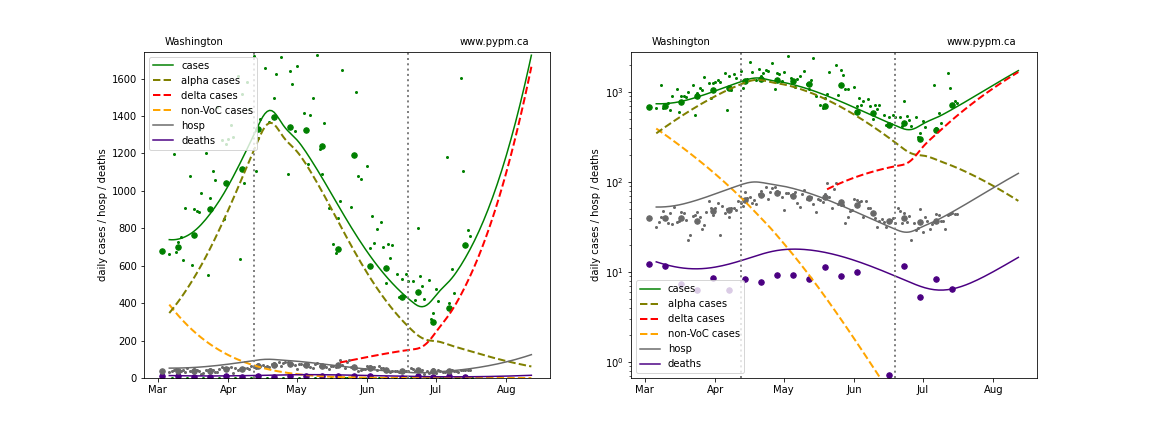 Washington
www.pypm.ca
daily cases / hosp / deaths
1600
1400
1200
1000
800
600
400
200
0
cases
alpha cases
delta cases
non-VoC cases
hosp
deaths
Mar
Apr
May
Jun
Jul
Aug
Washington
www.pypm.ca
daily cases / hosp / deaths
10³
10²
10¹
10⁰
cases
alpha cases
delta cases
non-VoC cases
hosp
deaths
Mar
Apr
May
Jun
Jul
Aug